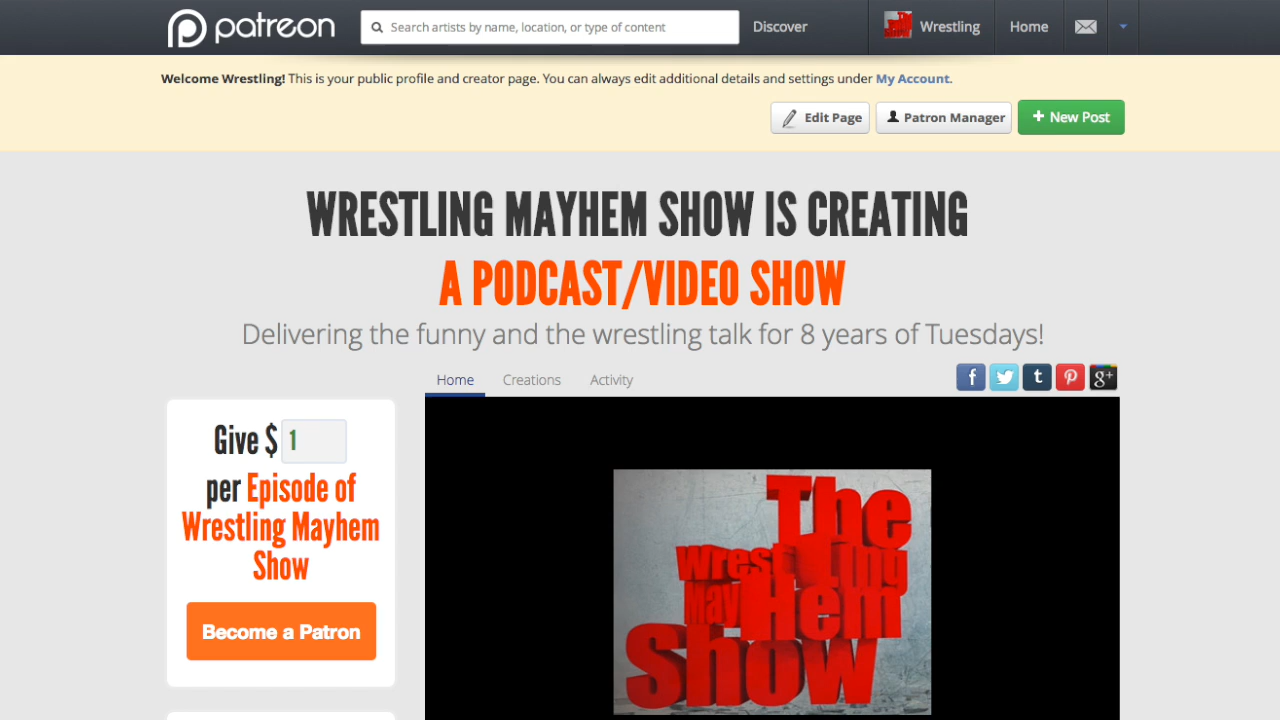 patreon
Search artists by name, location, or type of content
Discover
Wrestling
Home
Welcome Wrestling! This is your public profile and creator page. You can always edit additional details and settings under My Account.
Edit Page
Patron Manager
+ New Post
WRESTLING MAYHEM SHOW IS CREATING
A PODCAST/VIDEO SHOW
Delivering the funny and the wrestling talk for 8 years of Tuesdays!
Home
Creations
Activity
f
t
g+
Give $ 1
per Episode of
Wrestling Mayhem
Show
Become a Patron
The
Wrestling
MayHem
Show